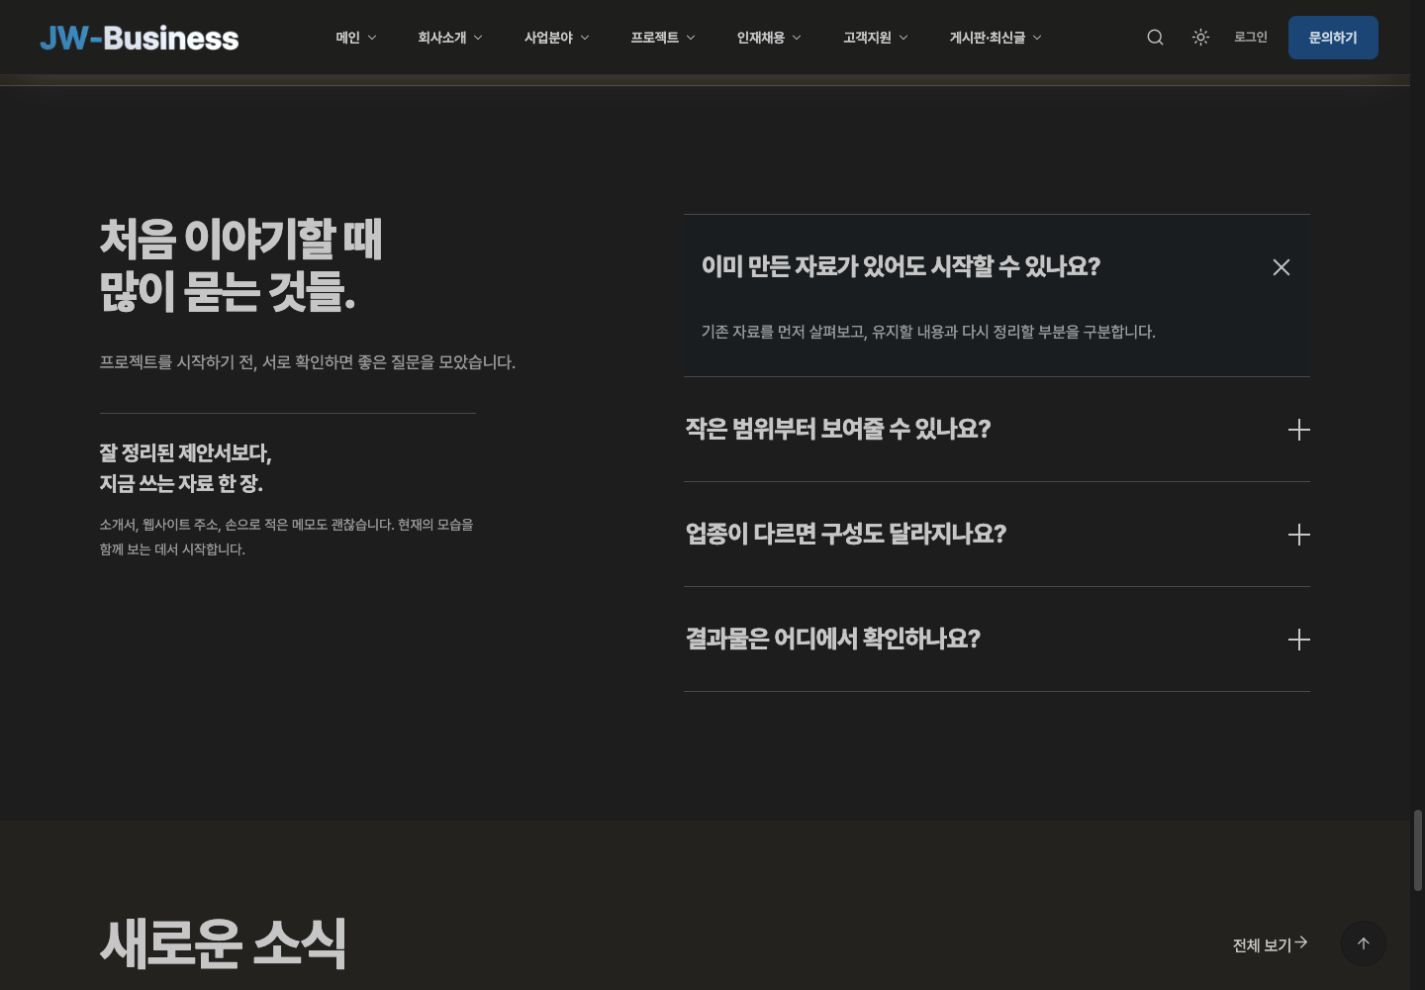 JW-Business
메인
회사소개
사업분야
프로젝트
인재채용
고객지원
게시판·최신글
로그인
문의하기
처음 이야기할 때
많이 묻는 것들.
프로젝트를 시작하기 전, 서로 확인하면 좋은 질문을 모았습니다.
잘 정리된 제안서보다,
지금 쓰는 자료 한 장.
소개서, 웹사이트 주소, 손으로 적은 메모도 괜찮습니다. 현재의 모습을
함께 보는 데서 시작합니다.
이미 만든 자료가 있어도 시작할 수 있나요?
기존 자료를 먼저 살펴보고, 유지할 내용과 다시 정리할 부분을 구분합니다.
작은 범위부터 보여줄 수 있나요?
업종이 다르면 구성도 달라지나요?
결과물은 어디에서 확인하나요?
새로운 소식
전체 보기